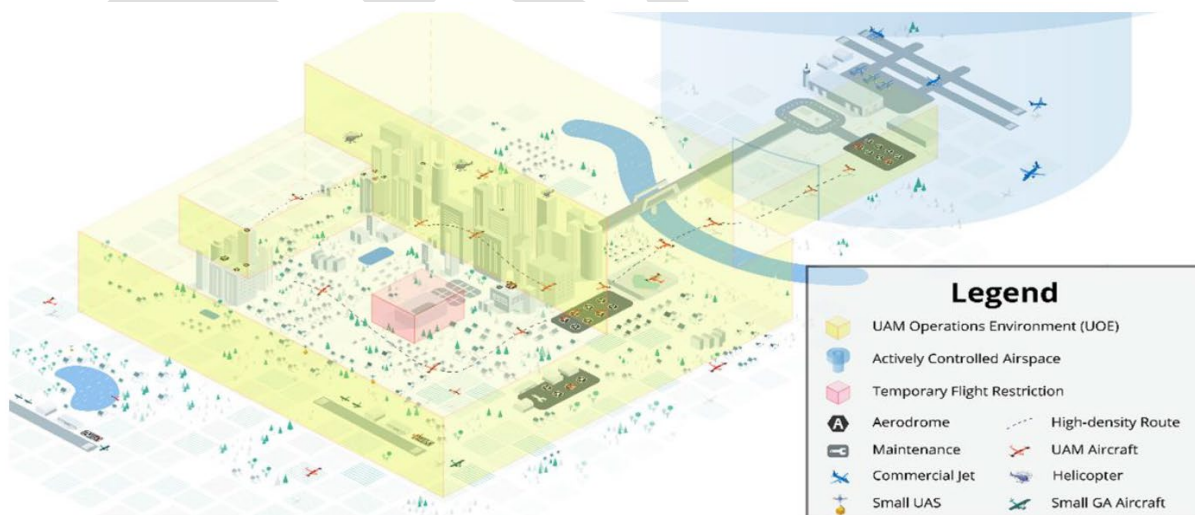 Legend
UAM Operations Environment (UOE)
Actively Controlled Airspace
Temporary Flight Restriction
A Aerodrome
High-density Route
Maintenance
UAM Aircraft
Commercial Jet
Helicopter
Small UAS
Small GA Aircraft